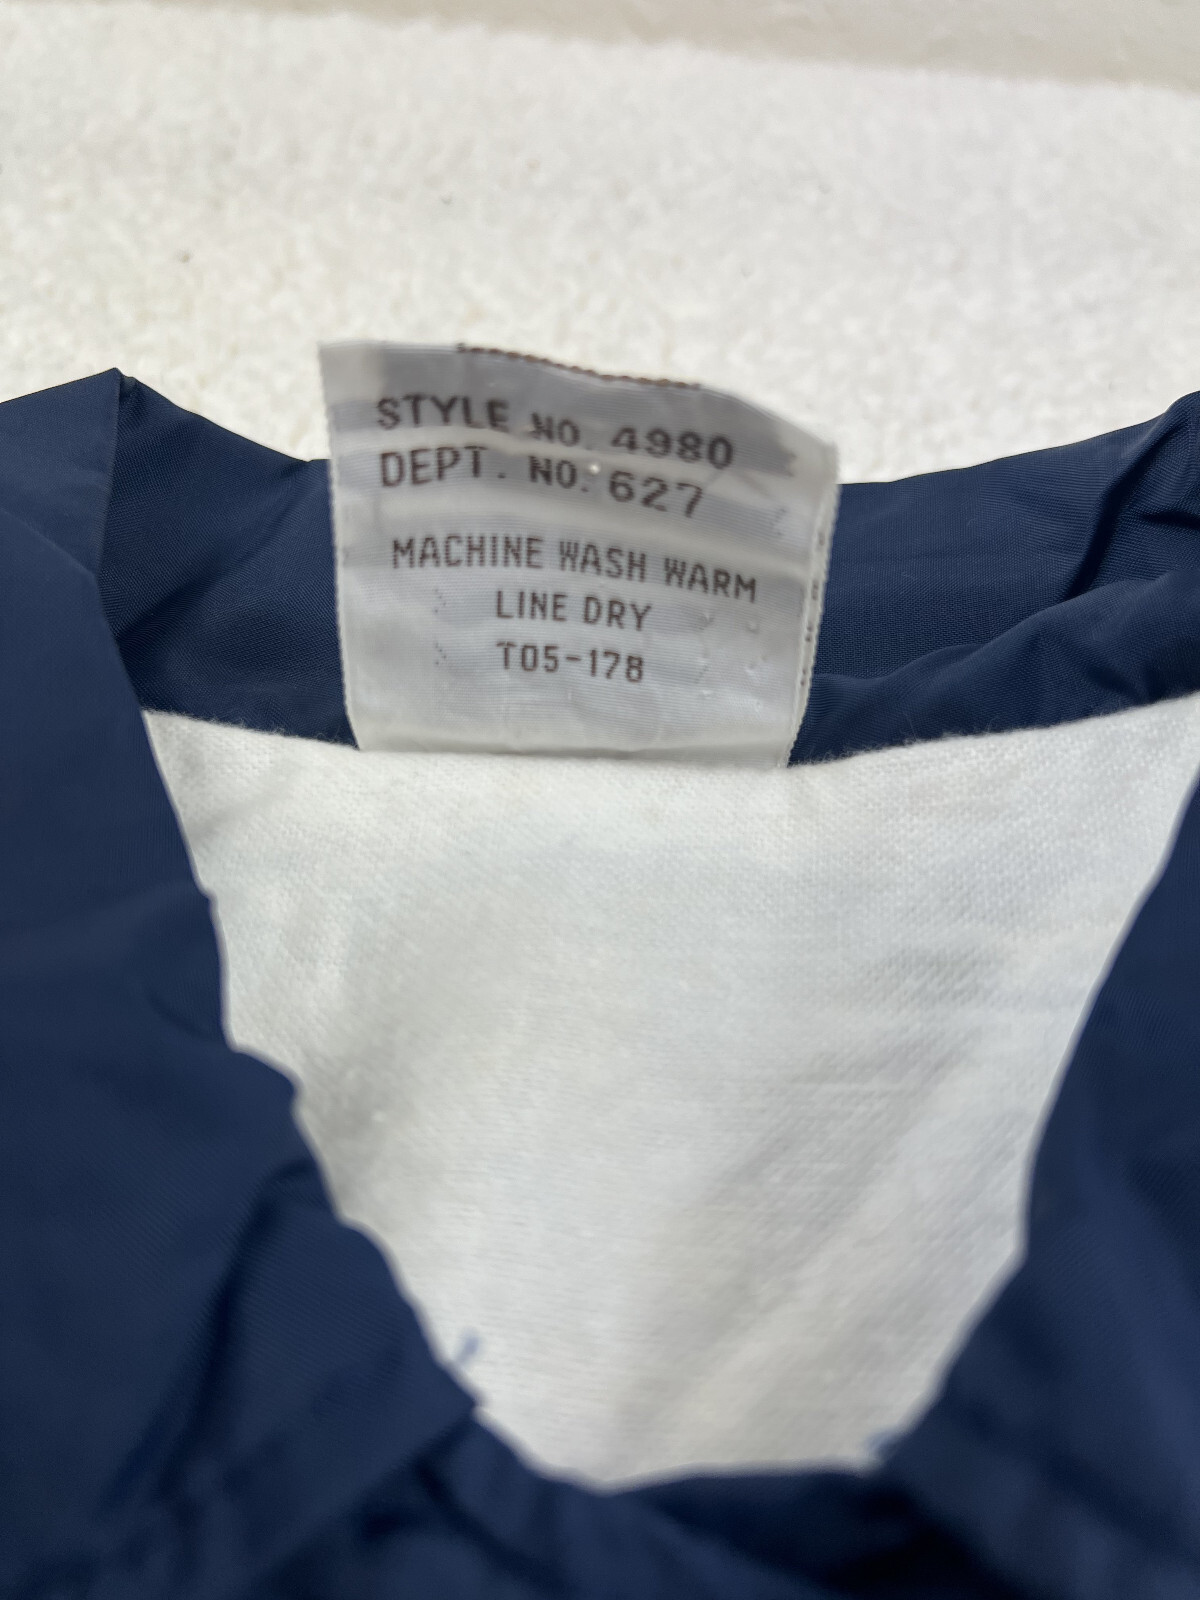 STYLE NO. 4980
DEPT. NO. 627
MACHINE WASH WARM
LINE DRY
T05-178